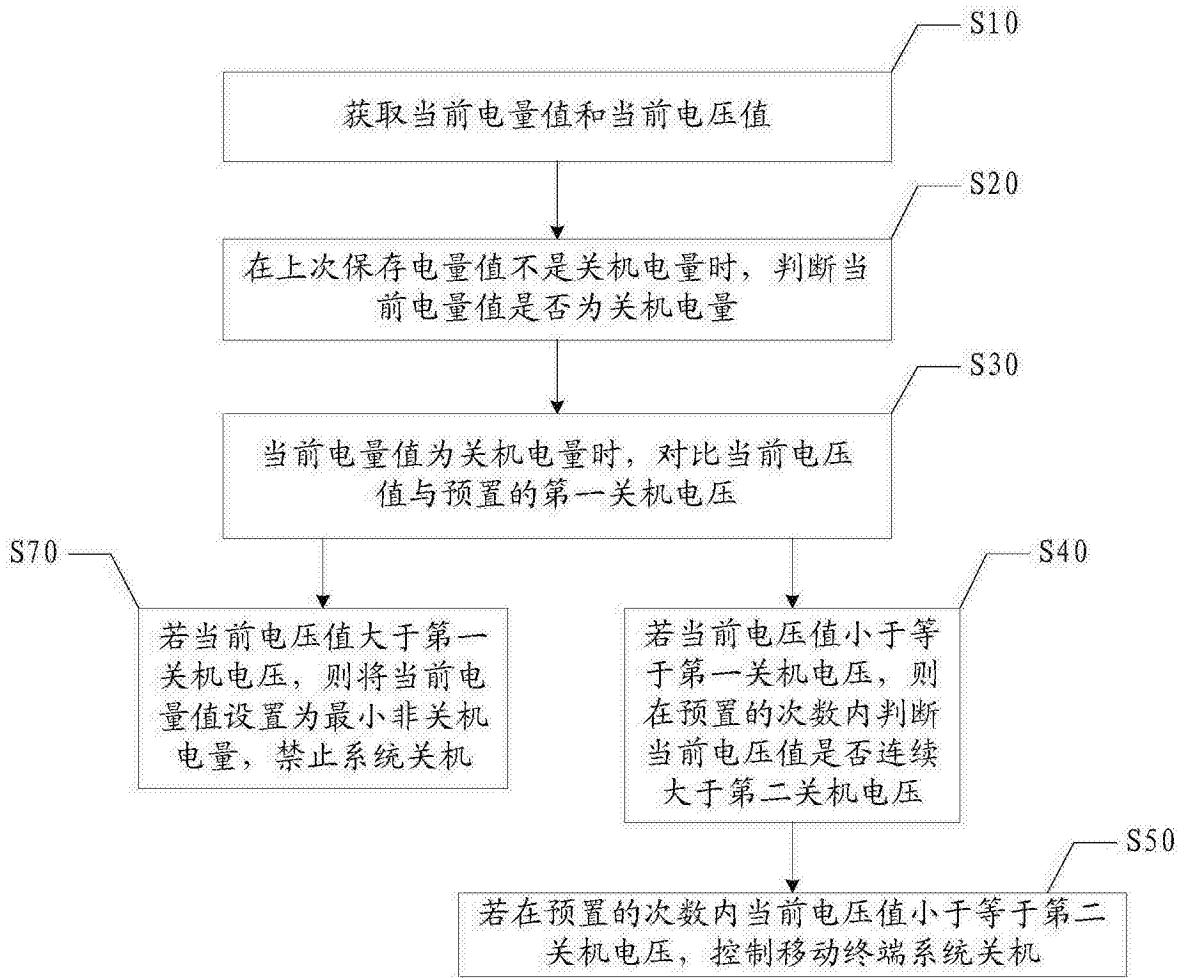 S10
获取当前电量值和当前电压值
S20
在上次保存电量值不是关机电量时，判断当
前电量值是否为关机电量
S30
当前电量值为关机电量时，对比当前电压
值与预置的第一关机电压
S70
若当前电压值大于第一
关机电压，则将当前电
量值设置为最小非关机
电量，禁止系统关机
S40
若当前电压值小于等
于第一关机电压，则
在预置的次数内判断
当前电压值是否连续
大于第二关机电压
S50
若在预置的次数内当前电压值小于等于第二
关机电压，控制移动终端系统关机